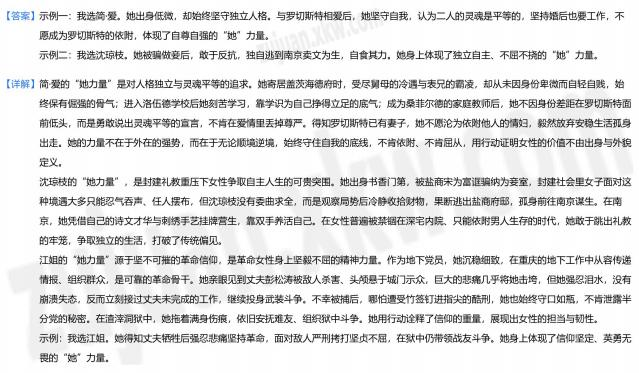 【答案】 示例一：我选简·爱。她出身低微，却始终坚守独立人格。与罗切斯特相爱后，她坚守自我，认为二人的灵魂是平等的，坚持婚后也要工作，不
愿成为罗切斯特的依附，体现了自尊自强的“她”力量。
示例二：我选沈琼枝。她被骗做妾后，敢于反抗，独自逃到南京卖文为生，自食其力。她身上体现了独立自主、不屈不挠的“她”力量。
【详解】 简·爱的“她力量”是对人格独立与灵魂平等的追求。她寄居盖茨海德府时，受尽舅母的冷遇与表兄的霸凌，却从未因身份卑微而自轻自贱，始
终保有倔强的骨气；进入洛伍德学校后她刻苦学习，靠学识为自己挣得立足的底气；成为桑菲尔德的家庭教师后，她不因身份差距在罗切斯特面
前低头，而是勇敢说出灵魂平等的宣言，不肯在爱情里丢掉尊严。得知罗切斯特已有妻子，她不愿沦为依附他人的情妇，毅然放弃安稳生活孤身
出走。她的力量不在于外在的强势，而在于无论顺境逆境，始终守住自我的底线，不肯依附、不肯屈从，用行动证明女性的价值不由出身与外貌
定义。
沈琼枝的“她力量”，是封建礼教重压下女性争取自主人生的可贵突围。她出身书香门第，被盐商宋为富诓骗纳为妾室，封建社会里女子面对这
种境遇大多只能忍气吞声、任人摆布，但沈琼枝没有委曲求全，而是观察局势后冷静收拾财物，果断逃出盐商府邸，孤身前往南京谋生。在南
京，她凭借自己的诗文才华与刺绣手艺挂牌营生，靠双手养活自己。在女性普遍被禁锢在深宅内院、只能依附男人生存的时代，她敢于跳出礼教
的牢笼，争取独立的生活，打破了传统偏见。
江姐的“她力量”源于坚不可摧的革命信仰，是革命女性身上坚毅不屈的精神力量。作为地下党员，她沉稳细致，在重庆的地下工作中从容传递
情报、组织群众，是可靠的革命骨干。她亲眼见到丈夫彭松涛被敌人杀害、头颅悬于城门示众，巨大的悲痛几乎将她击垮，但她强忍泪水，没有
崩溃失态，反而立刻接过丈夫未完成的工作，继续投身武装斗争。不幸被捕后，哪怕遭受竹签钉进指尖的酷刑，她也始终守口如瓶，不肯泄露半
分党的秘密。在渣滓洞狱中，她拖着满身伤痕，依旧安抚难友、组织狱中斗争。她用行动诠释了信仰的重量，展现出女性的担当与韧性。
示例：我选江姐。她得知丈夫牺牲后强忍悲痛坚持革命，面对敌人严刑拷打坚贞不屈，在狱中仍带领战友斗争。她身上体现了信仰坚定、英勇无
畏的“她”力量。